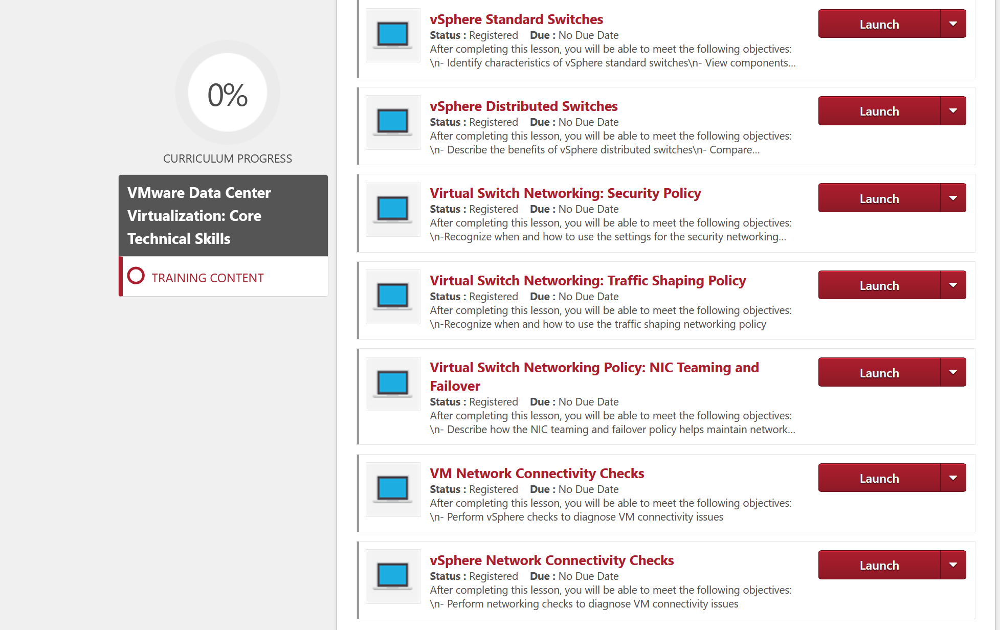 0%
CURRICULUM PROGRESS
VMware Data Center
Virtualization: Core
Technical Skills
TRAINING CONTENT
vSphere Standard Switches
Status : Registered Due : No Due Date
After completing this lesson, you will be able to meet the following objectives:
\n- Identify characteristics of vSphere standard switches\n- View components...
Launch
vSphere Distributed Switches
Status : Registered Due : No Due Date
After completing this lesson, you will be able to meet the following objectives:
\n- Describe the benefits of vSphere distributed switches\n- Compare...
Launch
Virtual Switch Networking: Security Policy
Status : Registered Due : No Due Date
After completing this lesson, you will be able to meet the following objectives:
\n-Recognize when and how to use the settings for the security networking...
Launch
Virtual Switch Networking: Traffic Shaping Policy
Status : Registered Due : No Due Date
After completing this lesson, you will be able to meet the following objectives:
\n-Recognize when and how to use the traffic shaping networking policy
Launch
Virtual Switch Networking Policy: NIC Teaming and
Failover
Status : Registered Due : No Due Date
After completing this lesson, you will be able to meet the following objectives:
\n- Describe how the NIC teaming and failover policy helps maintain network...
Launch
VM Network Connectivity Checks
Status : Registered Due : No Due Date
After completing this lesson, you will be able to meet the following objectives:
\n- Perform vSphere checks to diagnose VM connectivity issues
Launch
vSphere Network Connectivity Checks
Status : Registered Due : No Due Date
After completing this lesson, you will be able to meet the following objectives:
\n- Perform networking checks to diagnose VM connectivity issues
Launch